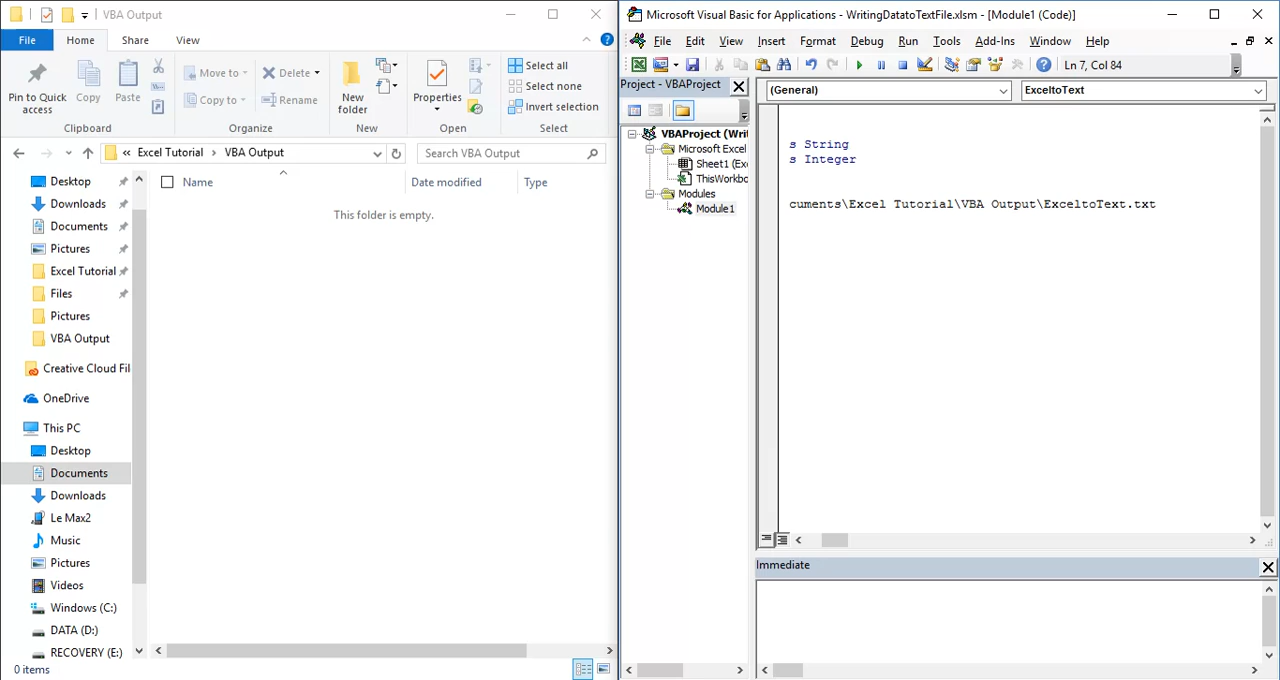 VBA Output
File Home Share View
Pin to Quick access
Copy
Paste
Clipboard
Move to
Copy to
Delete
Rename
Organize
New folder
New
Properties
Open
Select all
Select none
Invert selection
Select
« Excel Tutorial › VBA Output
Search VBA Output
Name Date modified Type
This folder is empty.
Desktop
Downloads
Documents
Pictures
Excel Tutorial
Files
Pictures
VBA Output
Creative Cloud Fil
OneDrive
This PC
Desktop
Documents
Downloads
Le Max2
Music
Pictures
Videos
Windows (C:)
DATA (D:)
RECOVERY (E:)
0 items
Microsoft Visual Basic for Applications - WritingDatatoTextFile.xlsm - [Module1 (Code)]
File Edit View Insert Format Debug Run Tools Add-Ins Window Help
Ln 7, Col 84
Project - VBAProject
VBAProject (Writ
Microsoft Excel
Sheet1 (Exc
ThisWorkbo
Modules
Module1
(General) ExceltoText
s String
s Integer
cuments\Excel Tutorial\VBA Output\ExceltoText.txt
Immediate